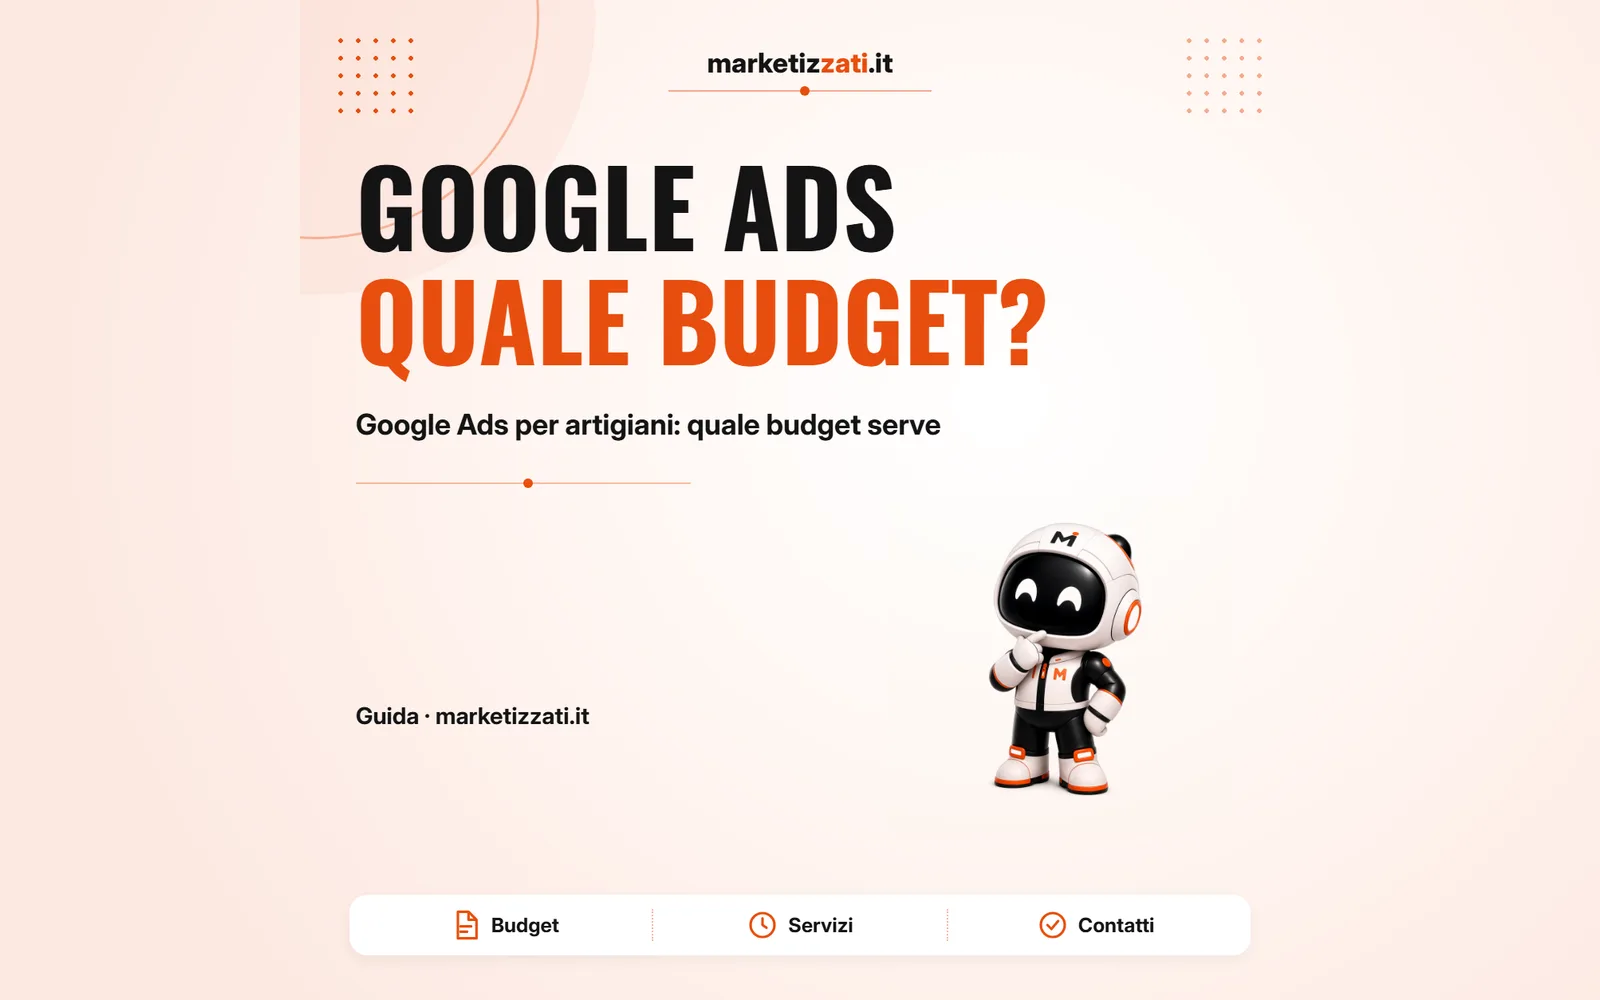 marketizzati.it
GOOGLE ADS
QUALE BUDGET?
Google Ads per artigiani: quale budget serve
M
M
Guida · marketizzati.it
Budget
Servizi
Contatti